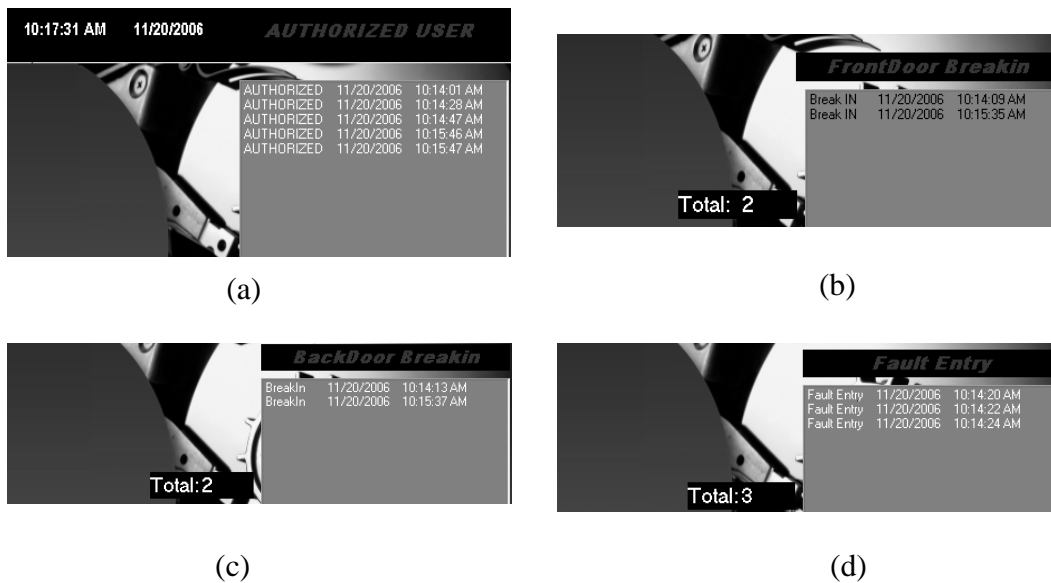 10:17:31 AM 11/20/2006 AUTHORIZED USER
AUTHORIZED 11/20/2006 10:14:01 AM
AUTHORIZED 11/20/2006 10:14:28 AM
AUTHORIZED 11/20/2006 10:14:47 AM
AUTHORIZED 11/20/2006 10:15:46 AM
AUTHORIZED 11/20/2006 10:15:47 AM
(a)
FrontDoor Breakin
Break IN 11/20/2006 10:14:09 AM
Break IN 11/20/2006 10:15:35 AM
Total: 2
(b)
BackDoor Breakin
BreakIn 11/20/2006 10:14:13 AM
BreakIn 11/20/2006 10:15:37 AM
Total: 2
(c)
Fault Entry
Fault Entry 11/20/2006 10:14:20 AM
Fault Entry 11/20/2006 10:14:22 AM
Fault Entry 11/20/2006 10:14:24 AM
Total: 3
(d)